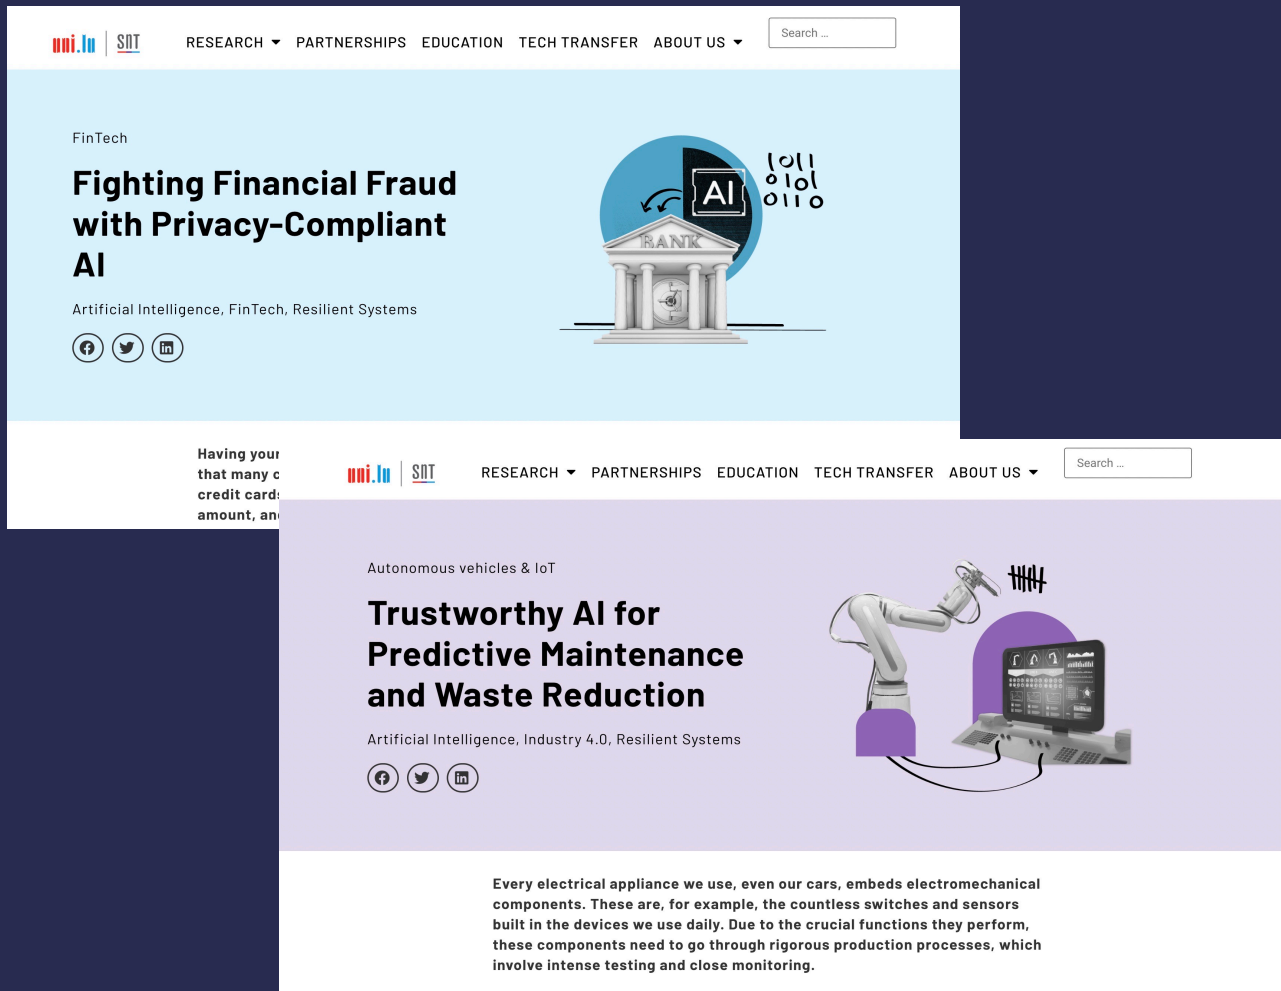 uni.lu SNT RESEARCH PARTNERSHIPS EDUCATION TECH TRANSFER ABOUT US Search ...
FinTech
Fighting Financial Fraud
with Privacy-Compliant
AI
Artificial Intelligence, FinTech, Resilient Systems
AI
1011
0101
0110
BANK
Having your
that many c
credit cards
amount, and
uni.lu SNT RESEARCH PARTNERSHIPS EDUCATION TECH TRANSFER ABOUT US Search ...
Autonomous vehicles & IoT
Trustworthy AI for
Predictive Maintenance
and Waste Reduction
Artificial Intelligence, Industry 4.0, Resilient Systems
Every electrical appliance we use, even our cars, embeds electromechanical
components. These are, for example, the countless switches and sensors
built in the devices we use daily. Due to the crucial functions they perform,
these components need to go through rigorous production processes, which
involve intense testing and close monitoring.